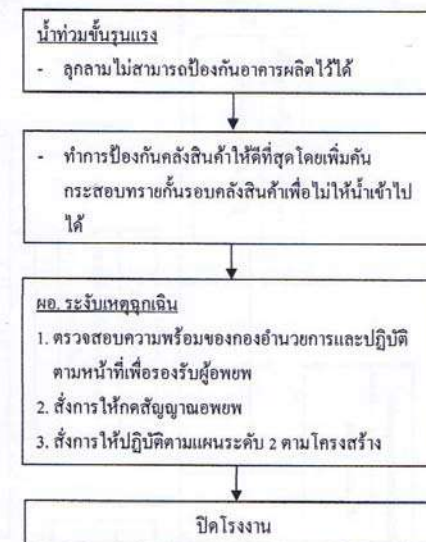 น้ำท่วมขั้นรุนแรง
- ลุกลามไม่สามารถป้องกันอาคารผลิตไว้ได้
- ทำการป้องกันคลังสินค้าให้ดีที่สุดโดยเพิ่มคัน
กระสอบทรายกั้นรอบคลังสินค้าเพื่อไม่ให้น้ำเข้าไป
ได้
ผอ. ระงับเหตุฉุกเฉิน
1. ตรวจสอบความพร้อมของกองอำนวยการและปฏิบัติ
ตามหน้าที่เพื่อรองรับผู้อพยพ
2. สั่งการให้กดสัญญาณอพยพ
3. สั่งการให้ปฏิบัติตามแผนระดับ 2 ตามโครงสร้าง
ปิดโรงงาน